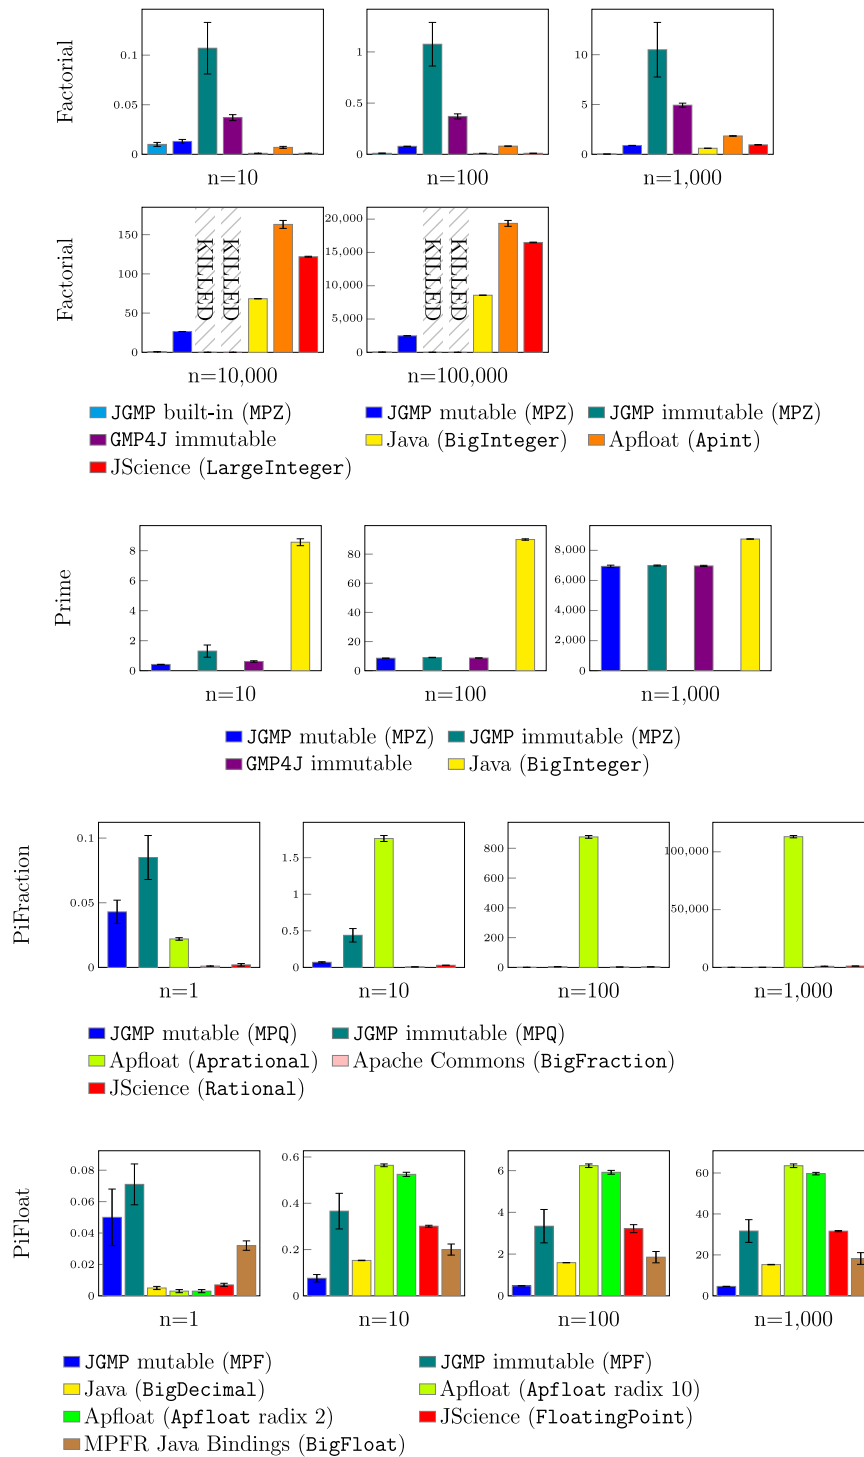 Factorial
0.1
0.05
0
n=10
1
0.5
0
n=100
10
5
0
n=1,000
Factorial
150
100
50
0
KILLED
KILLED
n=10,000
20,000
15,000
10,000
5,000
0
KILLED
KILLED
n=100,000
JGMP built-in (MPZ)
JGMP mutable (MPZ)
JGMP immutable (MPZ)
GMP4J immutable
Java (BigInteger)
Apfloat (Apint)
JScience (LargeInteger)
Prime
8
6
4
2
0
n=10
80
60
40
20
0
n=100
8,000
6,000
4,000
2,000
0
n=1,000
JGMP mutable (MPZ)
JGMP immutable (MPZ)
GMP4J immutable
Java (BigInteger)
PiFraction
0.1
0.05
0
n=1
1.5
1
0.5
0
n=10
800
600
400
200
0
n=100
100,000
50,000
0
n=1,000
JGMP mutable (MPQ)
JGMP immutable (MPQ)
Apfloat (Aprational)
Apache Commons (BigFraction)
JScience (Rational)
PiFloat
0.08
0.06
0.04
0.02
0
n=1
0.6
0.4
0.2
0
n=10
6
4
2
0
n=100
60
40
20
0
n=1,000
JGMP mutable (MPF)
JGMP immutable (MPF)
Java (BigDecimal)
Apfloat (Apfloat radix 10)
Apfloat (Apfloat radix 2)
JScience (FloatingPoint)
MPFR Java Bindings (BigFloat)